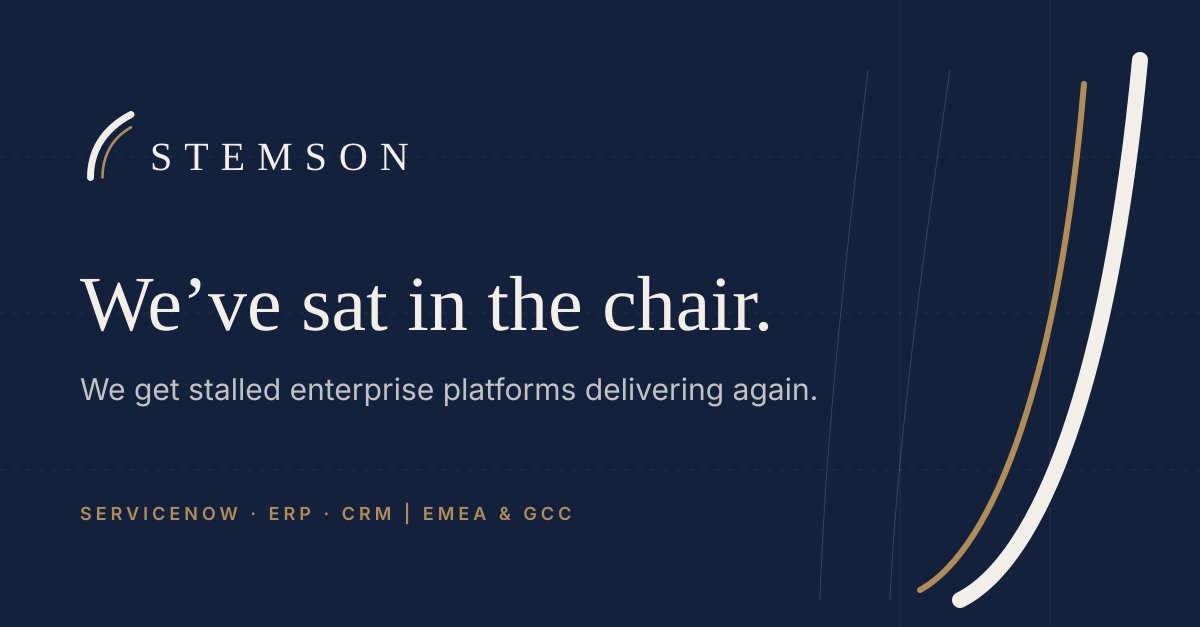 STEMSON
We’ve sat in the chair.
We get stalled enterprise platforms delivering again.
SERVICENOW · ERP · CRM | EMEA & GCC